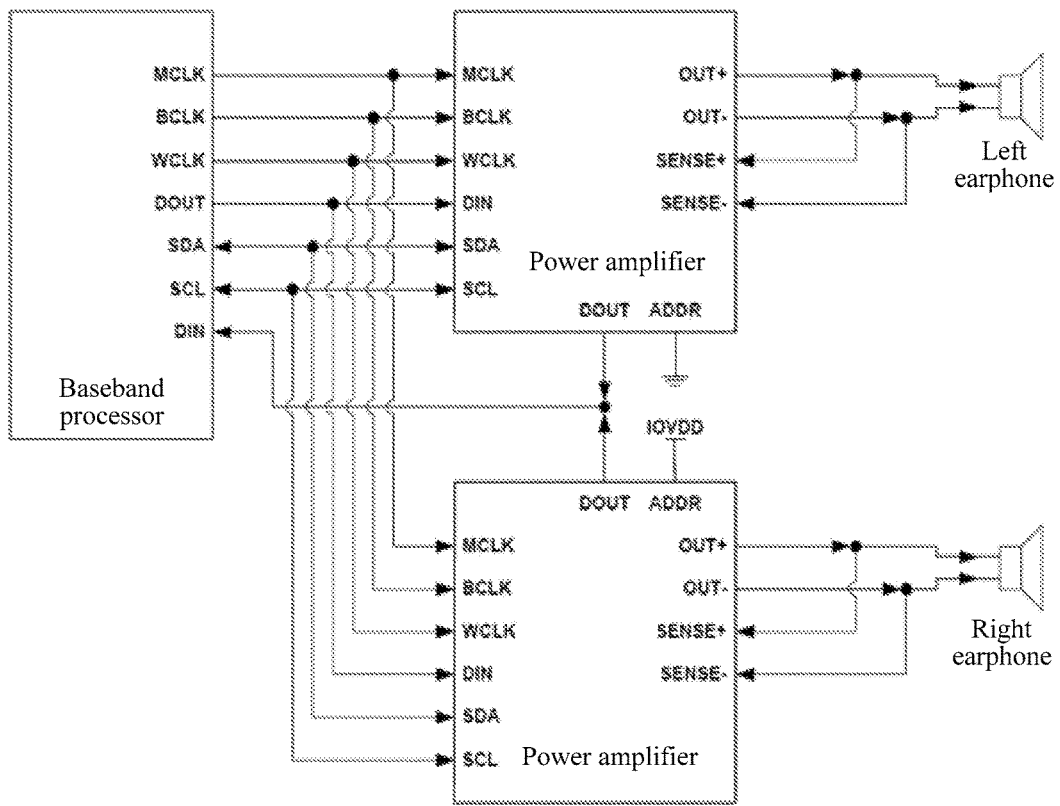 MCLK
BCLK
WCLK
DOUT
SDA
SCL
DIN
Baseband
processor
MCLK
BCLK
WCLK
DIN
SDA
SCL
OUT+
OUT-
SENSE+
SENSE-
Power amplifier
DOUT ADDR
Left
earphone
IOVDD
DOUT ADDR
MCLK
BCLK
WCLK
DIN
SDA
SCL
OUT+
OUT-
SENSE+
SENSE-
Power amplifier
Right
earphone